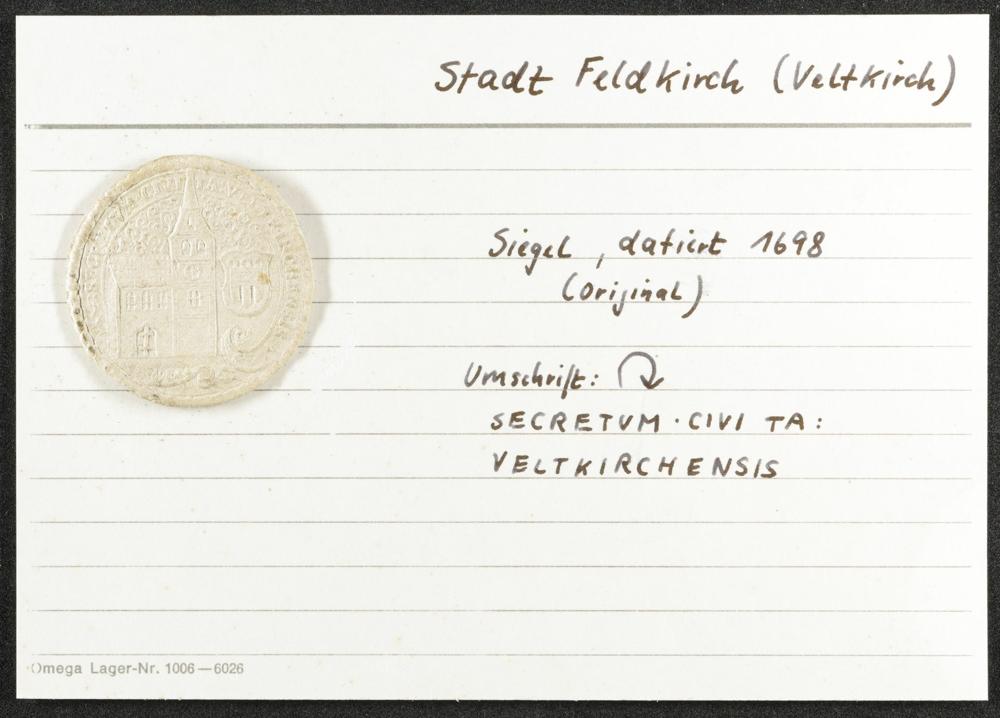 Stadt Feldkirch (Veltkirch)
Siegel, datiert 1698
(Original)
Umschrift:
SECRETVM · CIVI TA:
VELTKIRCHENSIS
Omega Lager-Nr. 1006—6026